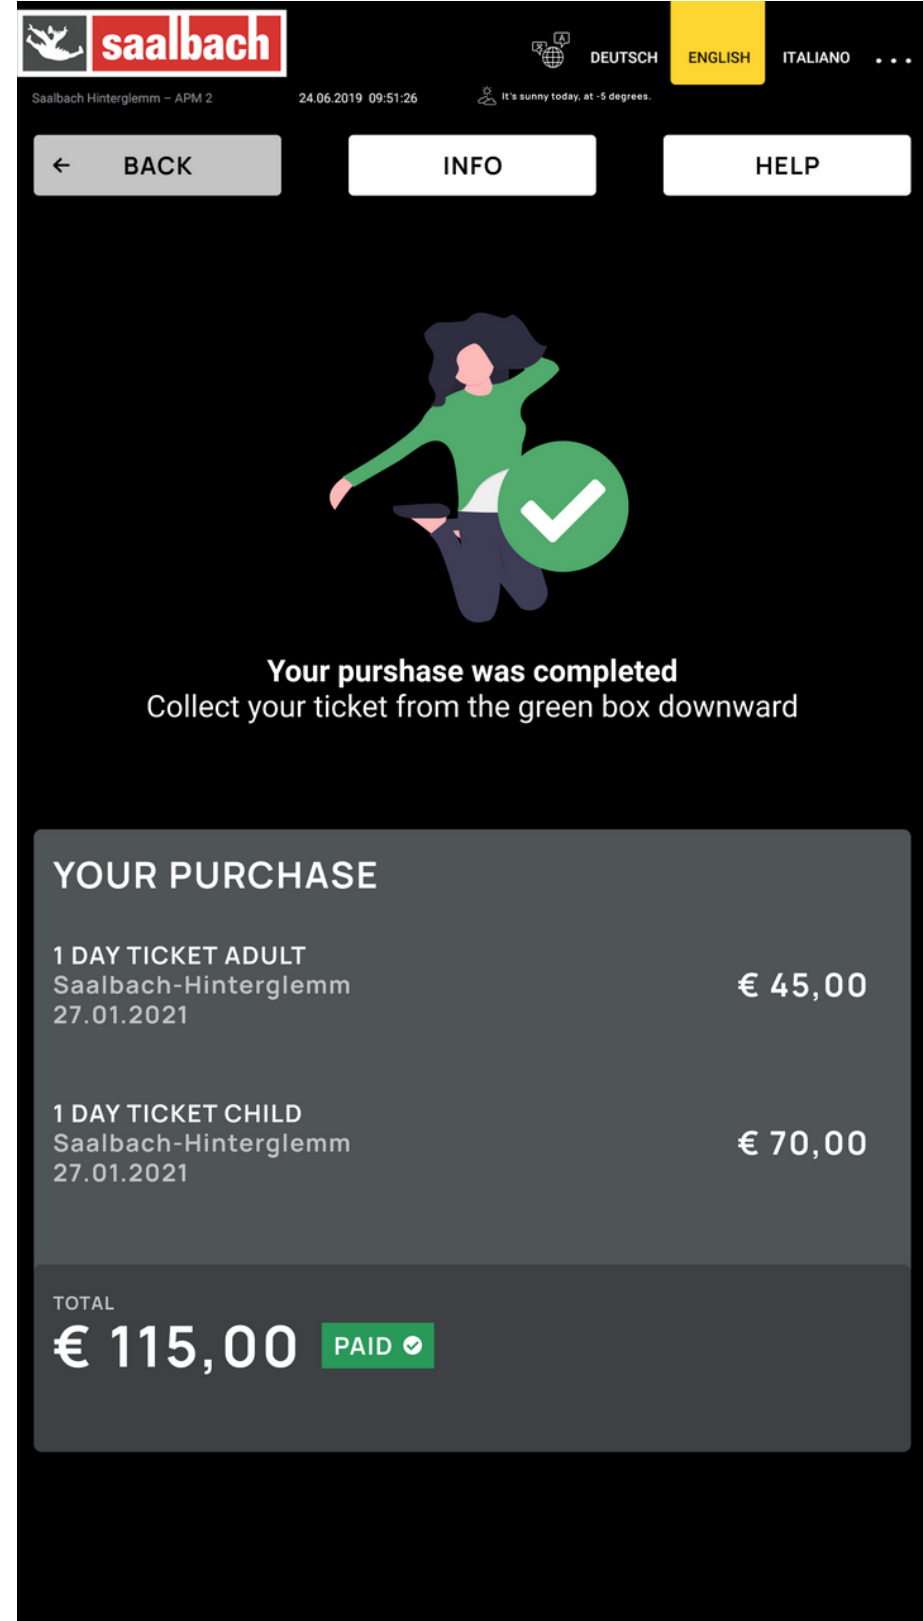 saalbach
DEUTSCH ENGLISH ITALIANO ...
Saalbach Hinterglemm – APM 2 24.06.2019 09:51:26 It's sunny today, at -5 degrees.
← BACK INFO HELP
Your purshase was completed
Collect your ticket from the green box downward
YOUR PURCHASE
1 DAY TICKET ADULT
Saalbach-Hinterglemm € 45,00
27.01.2021
1 DAY TICKET CHILD
Saalbach-Hinterglemm € 70,00
27.01.2021
TOTAL
€ 115,00 PAID